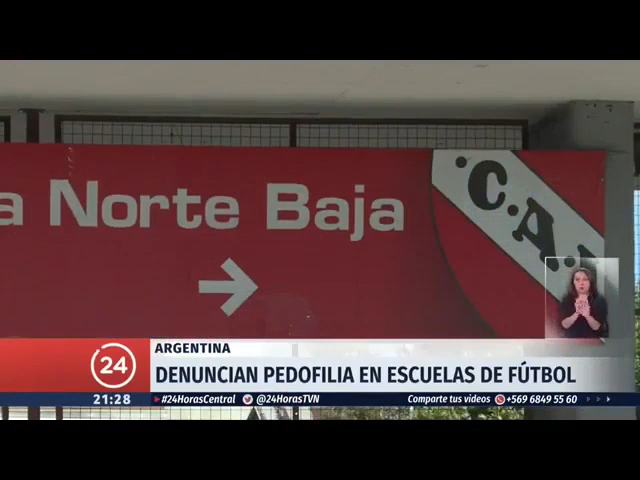 a Norte Baja
C.A.
24
ARGENTINA
DENUNCIAN PEDOFILIA EN ESCUELAS DE FÚTBOL
21:28
#24HorasCentral
@24HorasTVN
Comparte tus videos
+569 6849 55 60